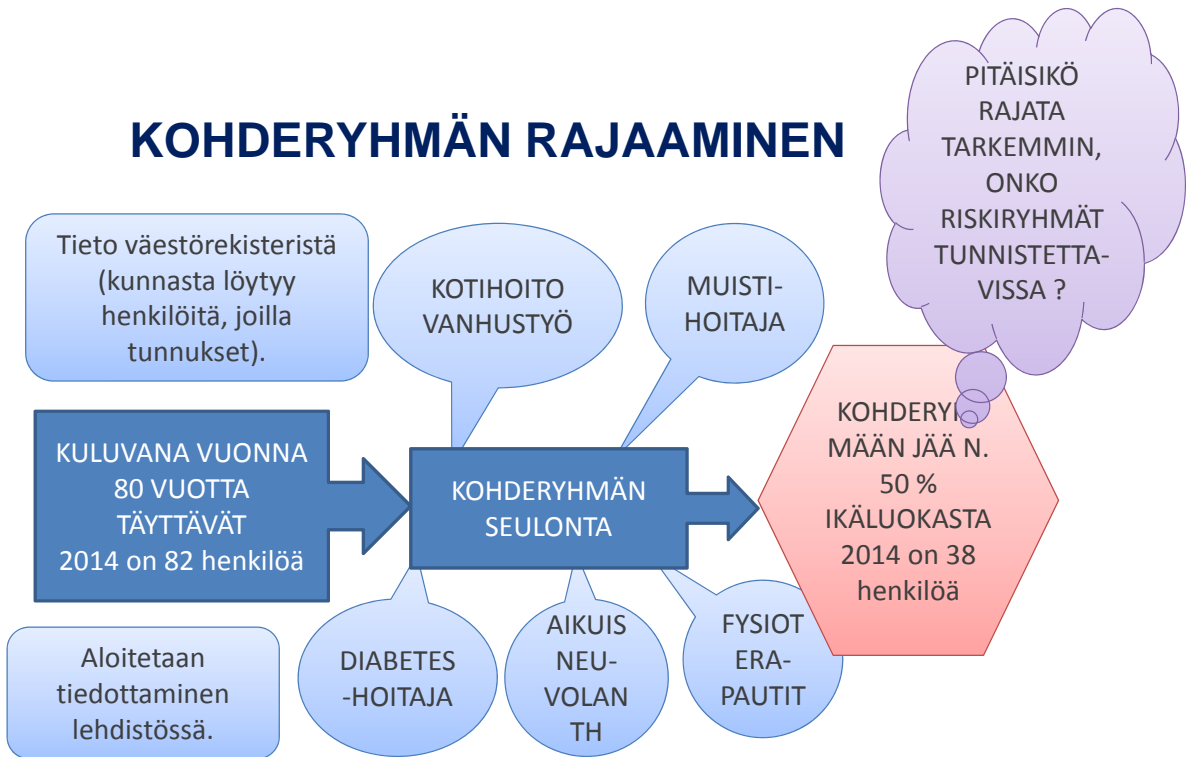 KOHDERYHMÄN RAJAAMINEN
PITÄISIKÖ
RAJATA
TARKEMMIN,
ONKO
RISKIRYHMÄT
TUNNISTETTA-
VISSA ?
Tieto väestörekisteristä
(kunnasta löytyy
henkilöitä, joilla
tunnukset).
KOTIHOITO
VANHUSTYÖ
MUISTI-
HOITAJA
KULUVANA VUONNA
80 VUOTTA
TÄYTTÄVÄT
2014 on 82 henkilöä
KOHDERYHMÄN
SEULONTA
KOHDERYH
MÄÄN JÄÄ N.
50 %
IKÄLUOKASTA
2014 on 38
henkilöä
Aloitetaan
tiedottaminen
lehdistössä.
DIABETES
-HOITAJA
AIKUIS
NEU-
VOLAN
TH
FYSIOT
ERA-
PAUTIT